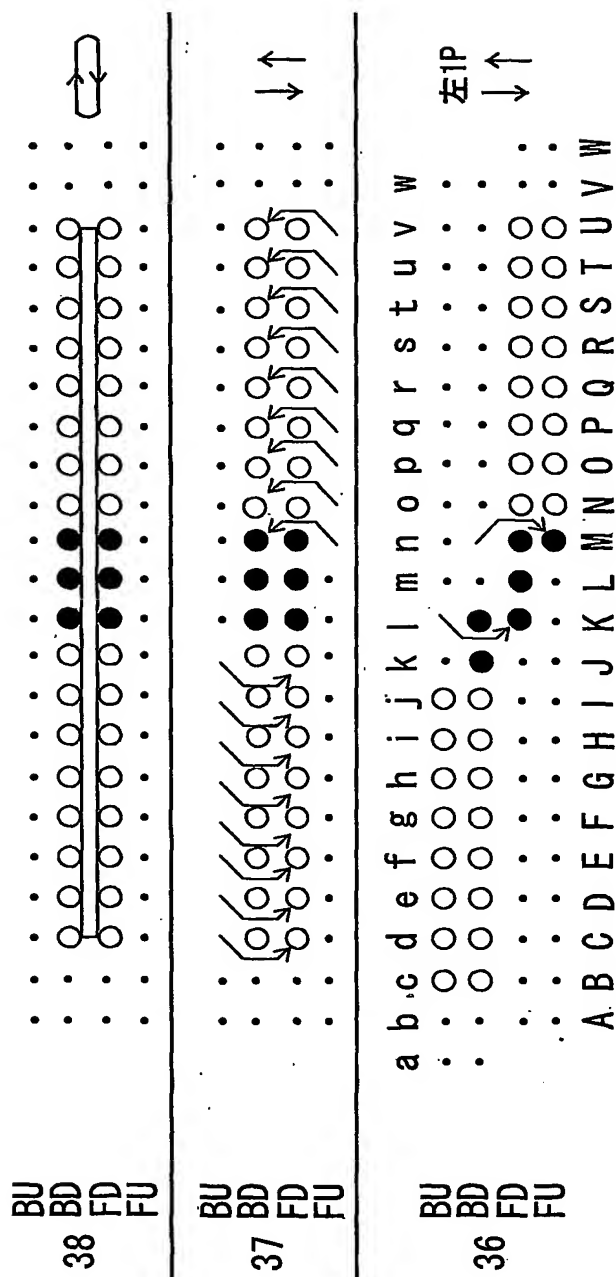 38
BU
BD
FD
FU
37
BU
BD
FD
FU
36
a b c d e f g h i j k l m n o p q r s t u v w
BU
BD
FD
FU
左1P
A B C D E F G H I J K L M N O P Q R S T U V W